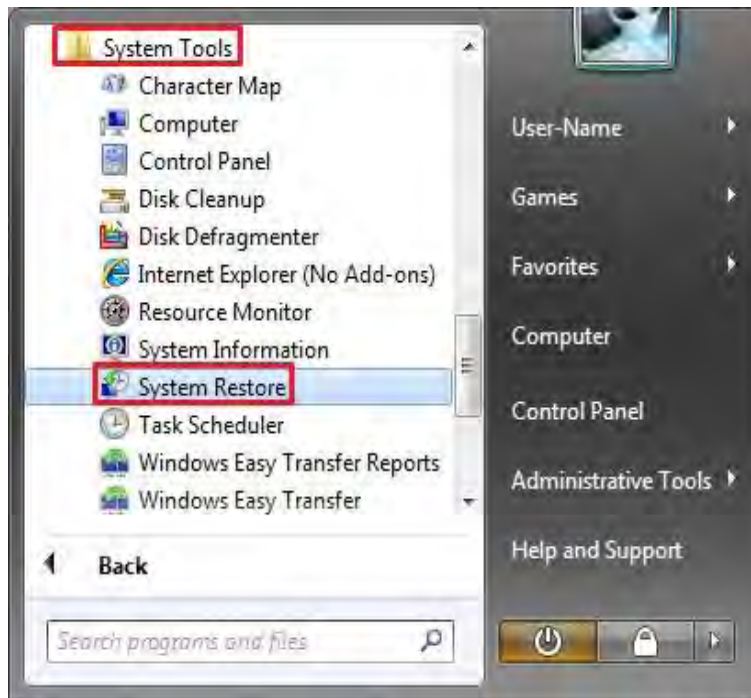 System Tools
Character Map
Computer
Control Panel
Disk Cleanup
Disk Defragmenter
Internet Explorer (No Add-ons)
Resource Monitor
System Information
System Restore
Task Scheduler
Windows Easy Transfer Reports
Windows Easy Transfer
Back
Search programs and files
User-Name
Games
Favorites
Computer
Control Panel
Administrative Tools
Help and Support